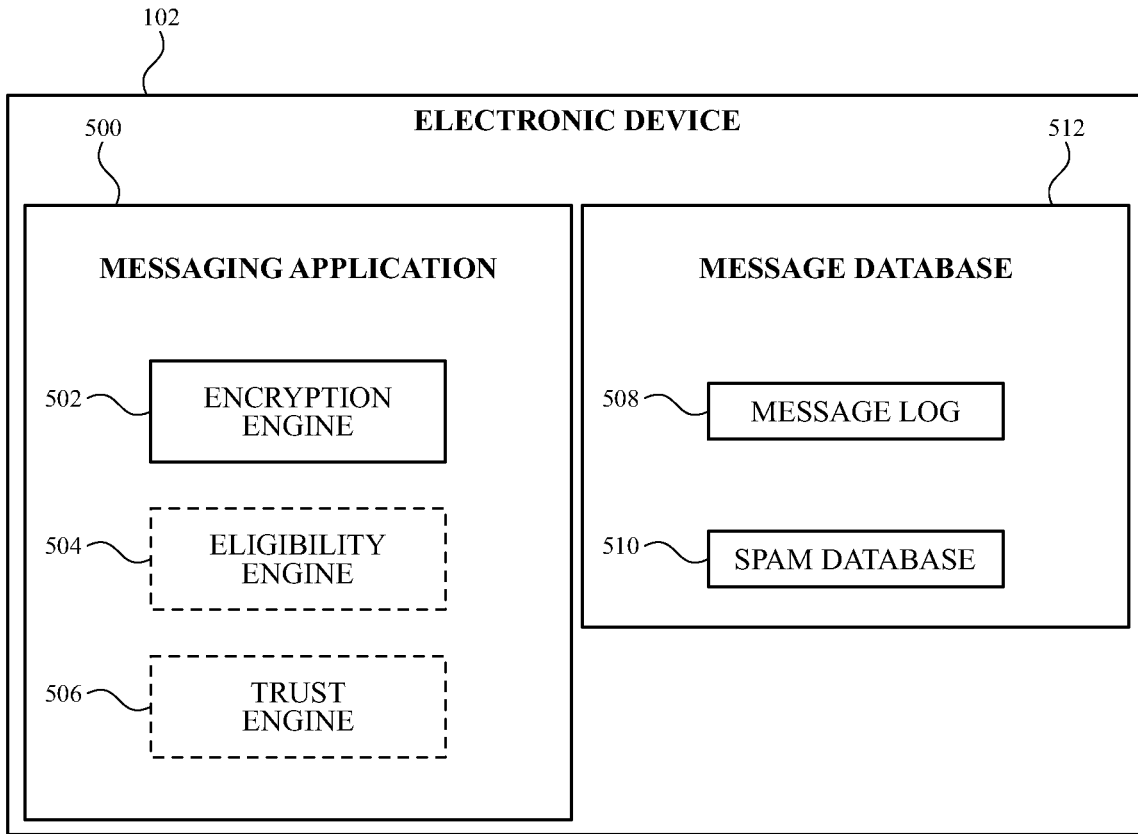 102
ELECTRONIC DEVICE
500
512
MESSAGING APPLICATION
MESSAGE DATABASE
502
ENCRYPTION
ENGINE
508
MESSAGE LOG
504
ELIGIBILITY
ENGINE
510
SPAM DATABASE
506
TRUST
ENGINE